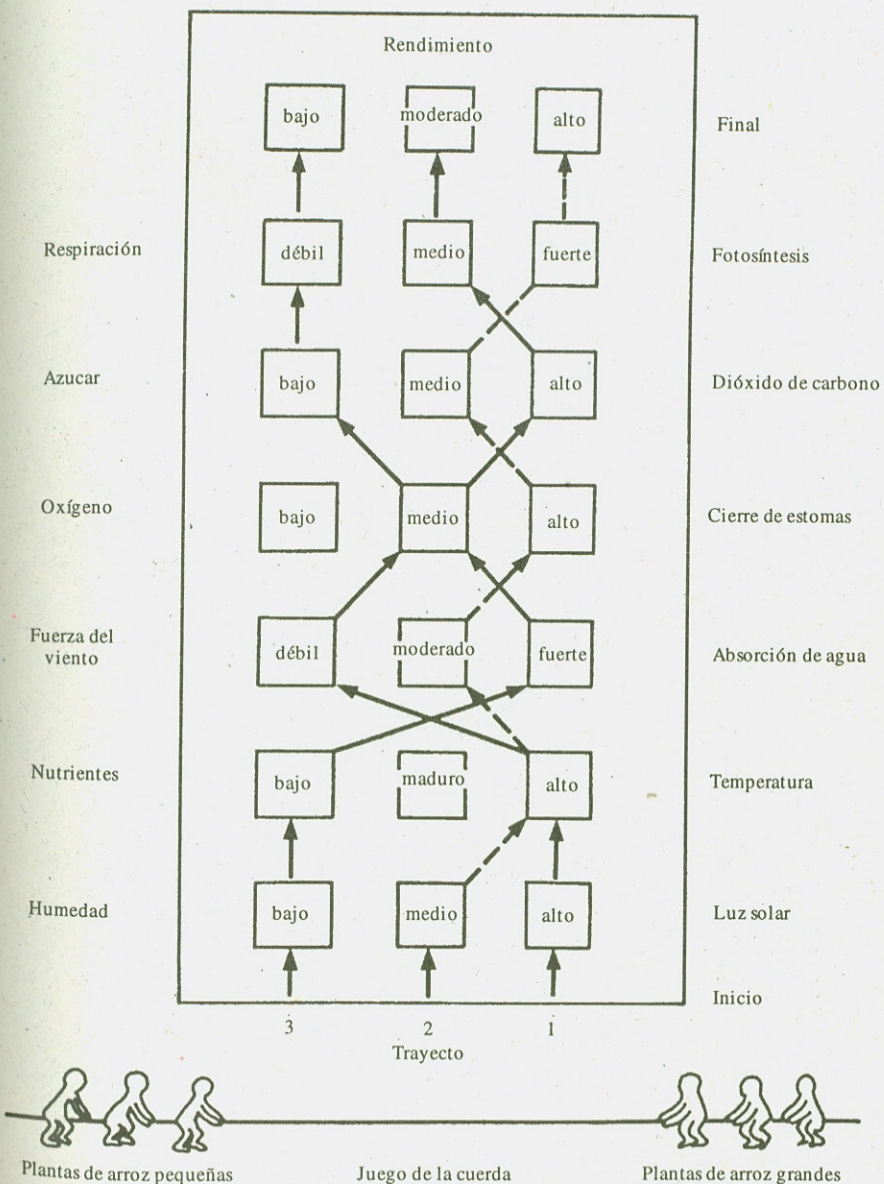 Rendimiento
bajo moderado alto Final
Respiración débil medio fuerte Fotosíntesis
Azucar bajo medio alto Dióxido de carbono
Oxígeno bajo medio alto Cierre de estomas
Fuerza del
viento débil moderado fuerte Absorción de agua
Nutrientes bajo maduro alto Temperatura
Humedad bajo medio alto Luz solar
Inicio
3 2 1
Trayecto
Plantas de arroz pequeñas Juego de la cuerda Plantas de arroz grandes